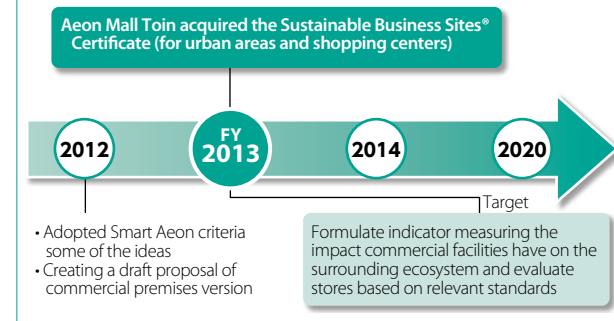 Aeon Mall Toin acquired the Sustainable Business Sites®
Certificate (for urban areas and shopping centers)
2012
FY
2013
2014
2020
Target
• Adopted Smart Aeon criteria
some of the ideas
• Creating a draft proposal of
commercial premises version
Formulate indicator measuring the
impact commercial facilities have on the
surrounding ecosystem and evaluate
stores based on relevant standards